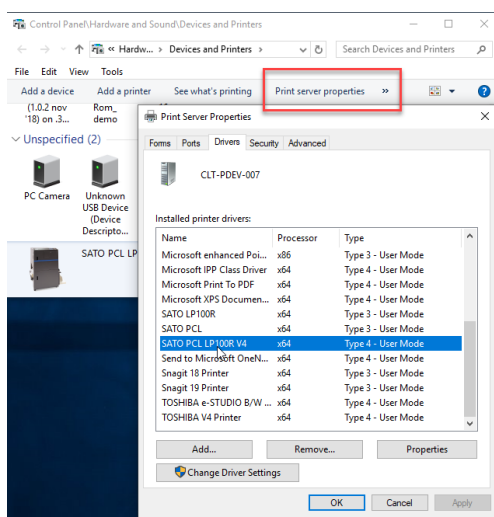 Control Panel\Hardware and Sound\Devices and Printers
« Hardw... > Devices and Printers >
Search Devices and Printers
File Edit View Tools
Add a device Add a printer See what's printing Print server properties »
(1.0.2 nov '18) on .3...
Rom_ demo
Unspecified (2)
PC Camera
Unknown USB Device (Device Descripto...
SATO PCL LP
Print Server Properties
Forms Ports Drivers Security Advanced
CLT-PDEV-007
Installed printer drivers:
Name Processor Type
Microsoft enhanced Poi... x86 Type 3 - User Mode
Microsoft IPP Class Driver x64 Type 4 - User Mode
Microsoft Print To PDF x64 Type 4 - User Mode
Microsoft XPS Documen... x64 Type 4 - User Mode
SATO LP100R x64 Type 3 - User Mode
SATO PCL x64 Type 3 - User Mode
SATO PCL LP100R V4 x64 Type 4 - User Mode
Send to Microsoft OneN... x64 Type 4 - User Mode
Snagit 18 Printer x64 Type 3 - User Mode
Snagit 19 Printer x64 Type 3 - User Mode
TOSHIBA e-STUDIO B/W ... x64 Type 4 - User Mode
TOSHIBA V4 Printer x64 Type 4 - User Mode
Add... Remove... Properties
Change Driver Settings
OK Cancel Apply